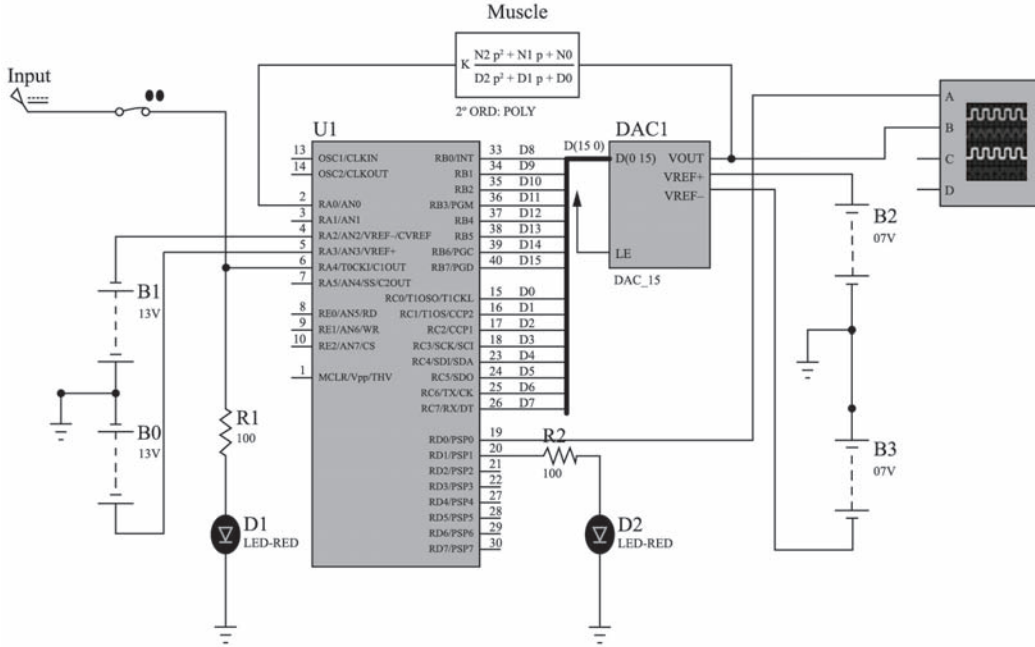 Muscle
K N2 p² + N1 p + N0
D2 p² + D1 p + D0
2º ORD: POLY
Input
U1
13 OSC1/CLKIN
14 OSC2/CLKOUT
2 RA0/AN0
3 RA1/AN1
4 RA2/AN2/VREF–/CVREF
5 RA3/AN3/VREF+
6 RA4/T0CKI/C1OUT
7 RA5/AN4/SS/C2OUT
8 RE0/AN5/RD
9 RE1/AN6/WR
10 RE2/AN7/CS
1 MCLR/Vpp/THV
RB0/INT 33 D8
RB1 34 D9
RB2 35 D10
RB3/PGM 36 D11
RB4 37 D12
RB5 38 D13
RB6/PGC 39 D14
RB7/PGD 40 D15
RC0/T1OSO/T1CKL 15 D0
RC1/T1OS/CCP2 16 D1
RC2/CCP1 17 D2
RC3/SCK/SCI 18 D3
RC4/SDI/SDA 23 D4
RC5/SDO 24 D5
RC6/TX/CK 25 D6
RC7/RX/DT 26 D7
RD0/PSP0 19
RD1/PSP1 20
RD2/PSP2 21
RD3/PSP3 22
RD4/PSP4 27
RD5/PSP5 28
RD6/PSP6 29
RD7/PSP7 30
D(15 0)
DAC1
D(0 15) VOUT
VREF+
VREF–
LE
DAC_15
A
B
C
D
B2
07V
B3
07V
B1
13V
B0
13V
R1
100
D1
LED-RED
R2
100
D2
LED-RED